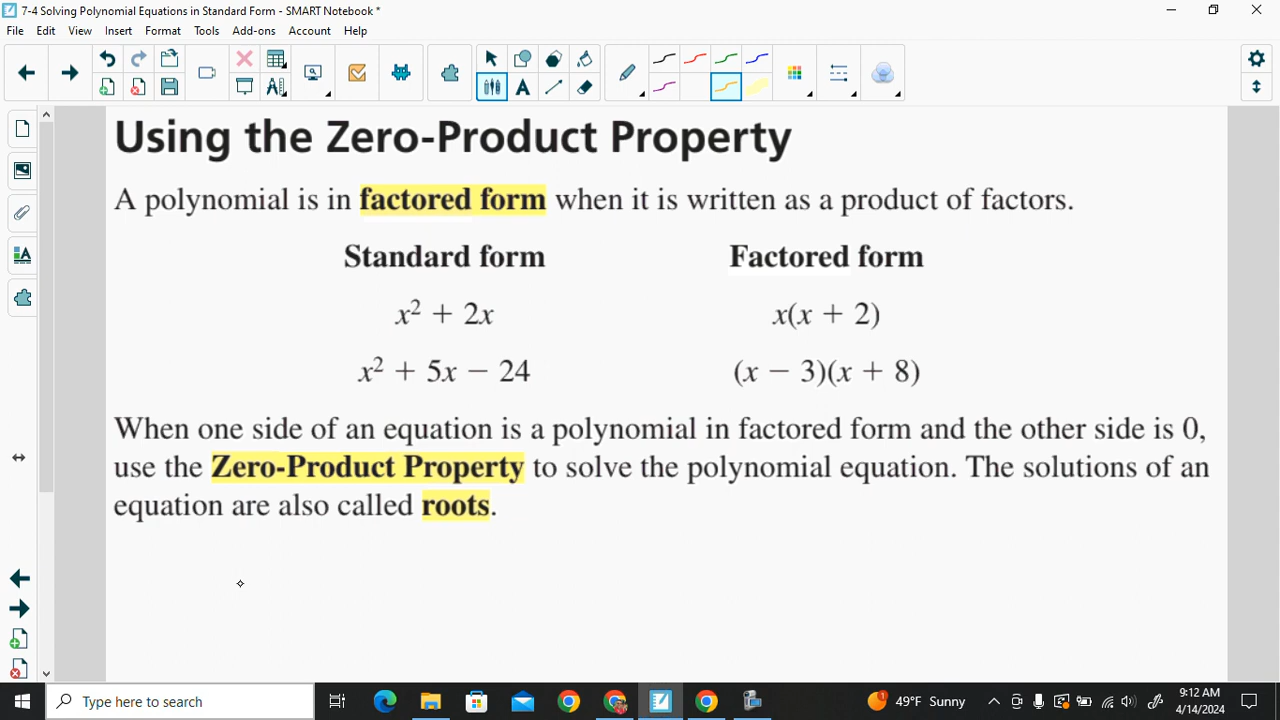 7-4 Solving Polynomial Equations in Standard Form - SMART Notebook *
File Edit View Insert Format Tools Add-ons Account Help
Using the Zero-Product Property
A polynomial is in factored form when it is written as a product of factors.
Standard form Factored form
x² + 2x x(x + 2)
x² + 5x − 24 (x − 3)(x + 8)
When one side of an equation is a polynomial in factored form and the other side is 0,
use the Zero-Product Property to solve the polynomial equation. The solutions of an
equation are also called roots.
Type here to search
49°F Sunny
9:12 AM
4/14/2024